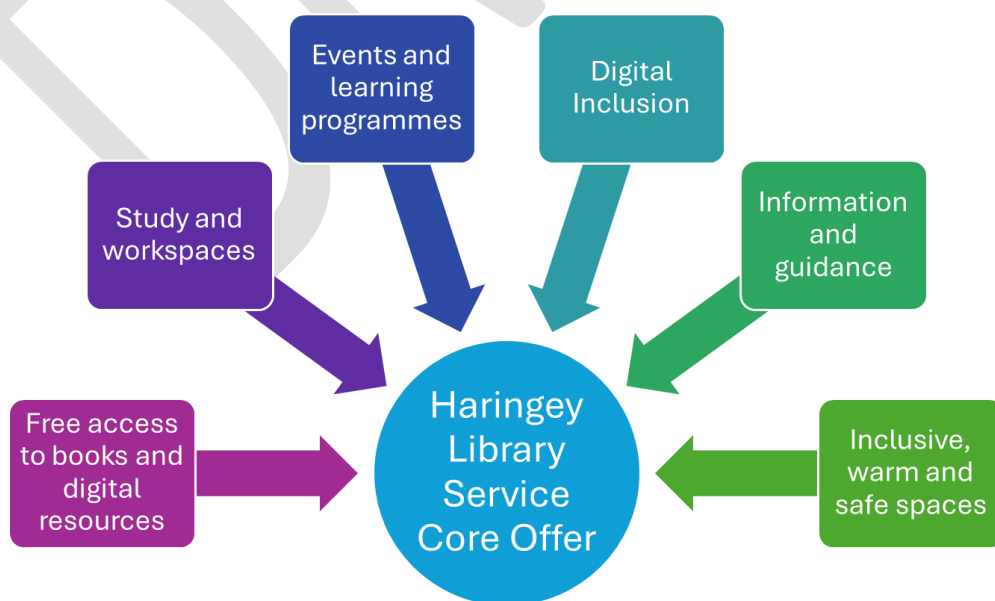 Events and
learning
programmes
Digital
Inclusion
Study and
workspaces
Information
and
guidance
Free access
to books and
digital
resources
Haringey
Library
Service
Core Offer
Inclusive,
warm and
safe spaces